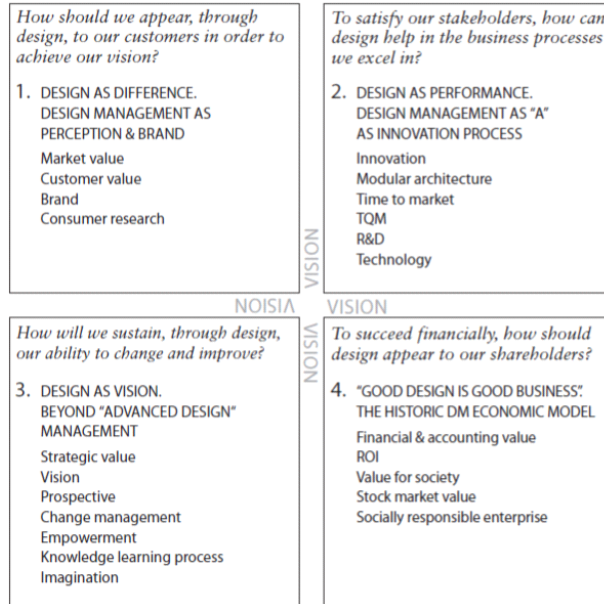 How should we appear, through
design, to our customers in order to
achieve our vision?
1. DESIGN AS DIFFERENCE.
DESIGN MANAGEMENT AS
PERCEPTION & BRAND
Market value
Customer value
Brand
Consumer research
To satisfy our stakeholders, how can
design help in the business processes
we excel in?
2. DESIGN AS PERFORMANCE.
DESIGN MANAGEMENT AS “A”
AS INNOVATION PROCESS
Innovation
Modular architecture
Time to market
TQM
R&D
Technology
VISION
VISION
VISION
VISION
How will we sustain, through design,
our ability to change and improve?
3. DESIGN AS VISION.
BEYOND “ADVANCED DESIGN”
MANAGEMENT
Strategic value
Vision
Prospective
Change management
Empowerment
Knowledge learning process
Imagination
To succeed financially, how should
design appear to our shareholders?
4. “GOOD DESIGN IS GOOD BUSINESS”.
THE HISTORIC DM ECONOMIC MODEL
Financial & accounting value
ROI
Value for society
Stock market value
Socially responsible enterprise